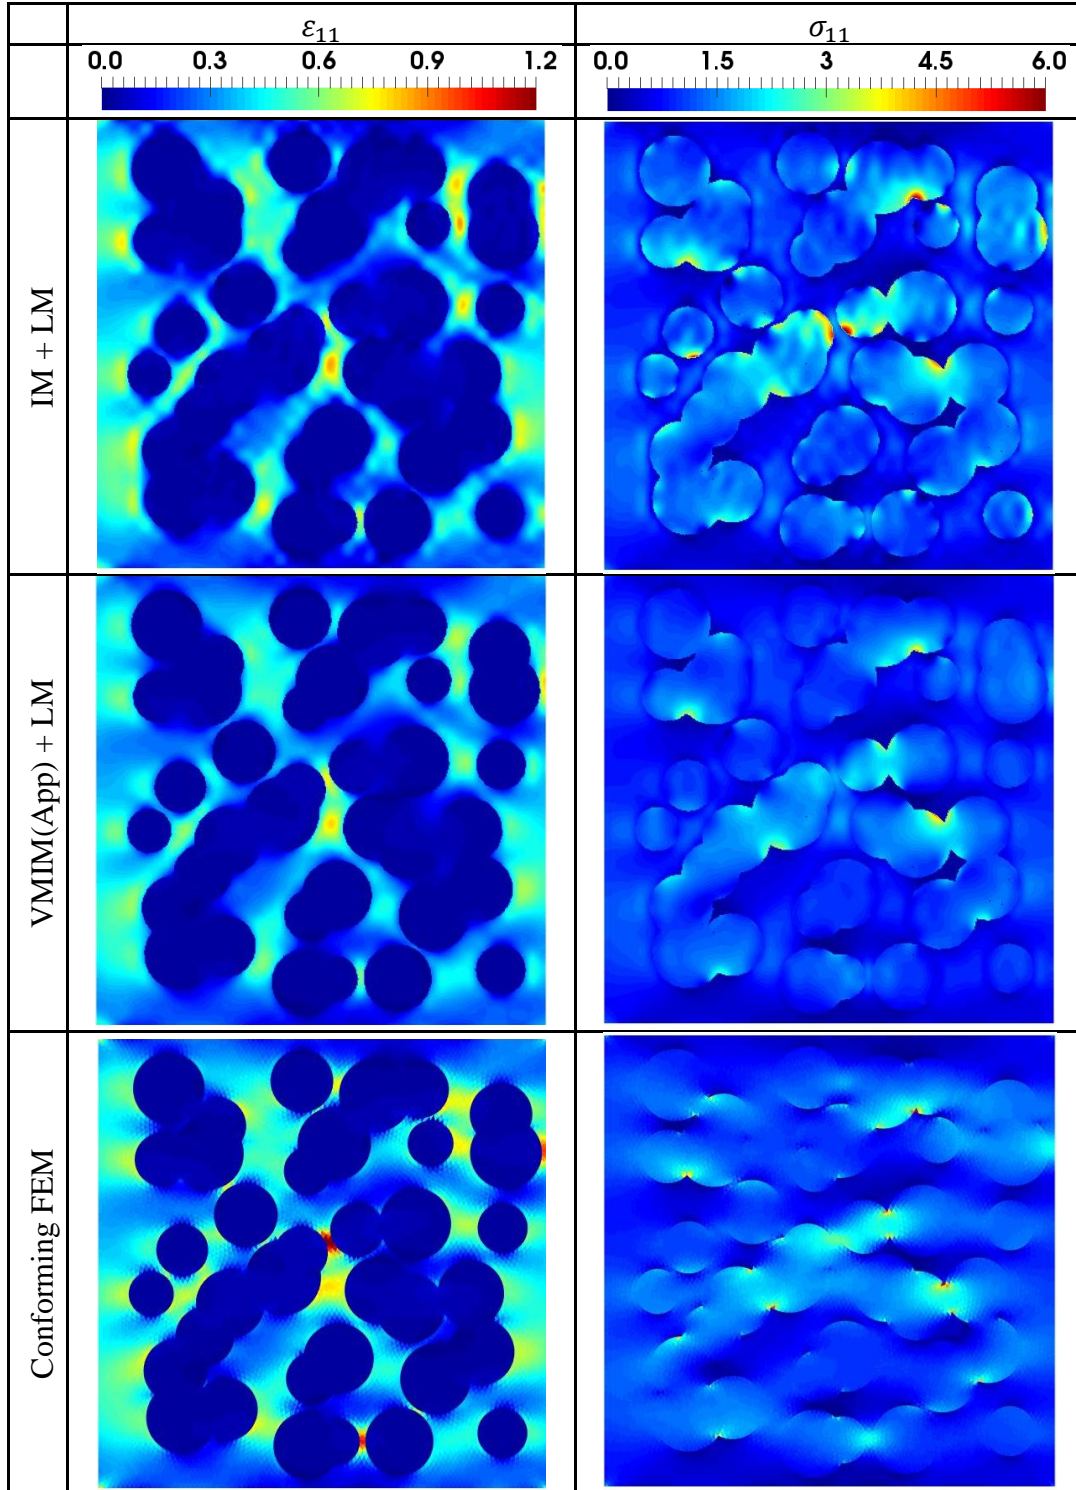 ε₁₁
σ₁₁
0.0 0.3 0.6 0.9 1.2
0.0 1.5 3 4.5 6.0
IM + LM
VMIM(App) + LM
Conforming FEM